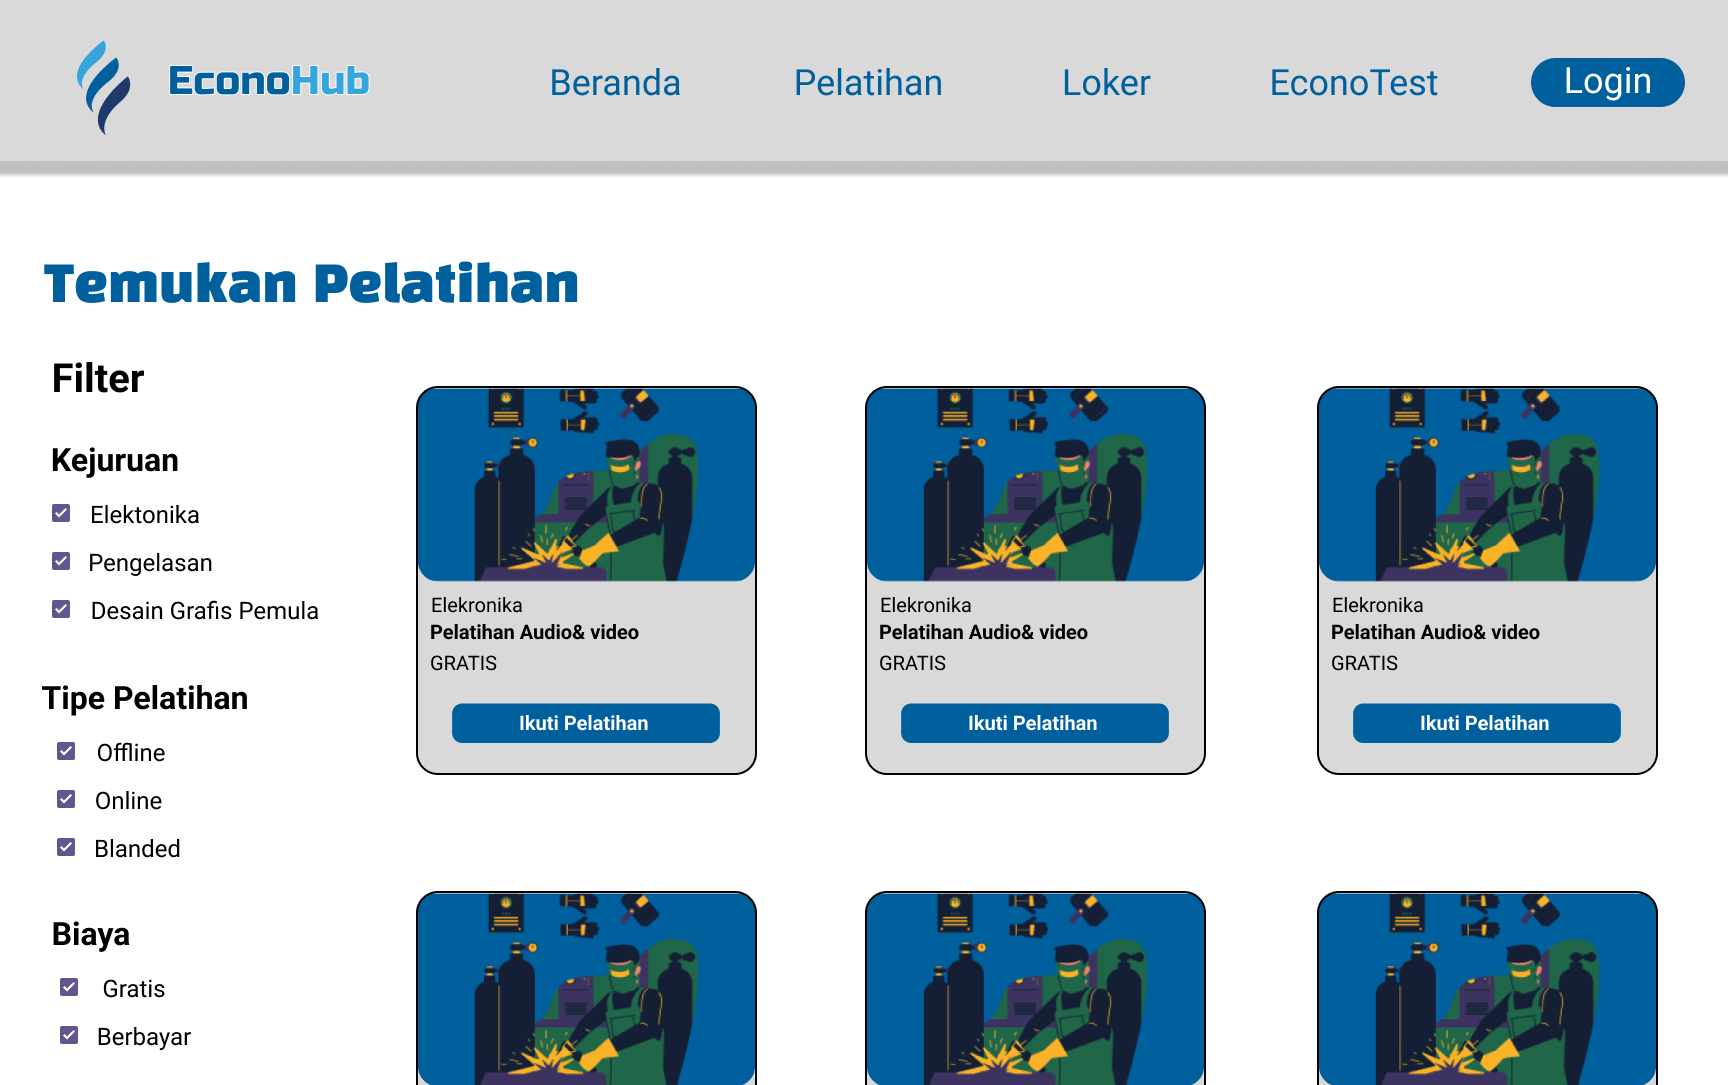 EconoHub
Beranda
Pelatihan
Loker
EconoTest
Login
Temukan Pelatihan
Filter
Kejuruan
Elektonika
Pengelasan
Desain Grafis Pemula
Tipe Pelatihan
Offline
Online
Blanded
Biaya
Gratis
Berbayar
Elekronika
Pelatihan Audio& video
GRATIS
Ikuti Pelatihan
Elekronika
Pelatihan Audio& video
GRATIS
Ikuti Pelatihan
Elekronika
Pelatihan Audio& video
GRATIS
Ikuti Pelatihan